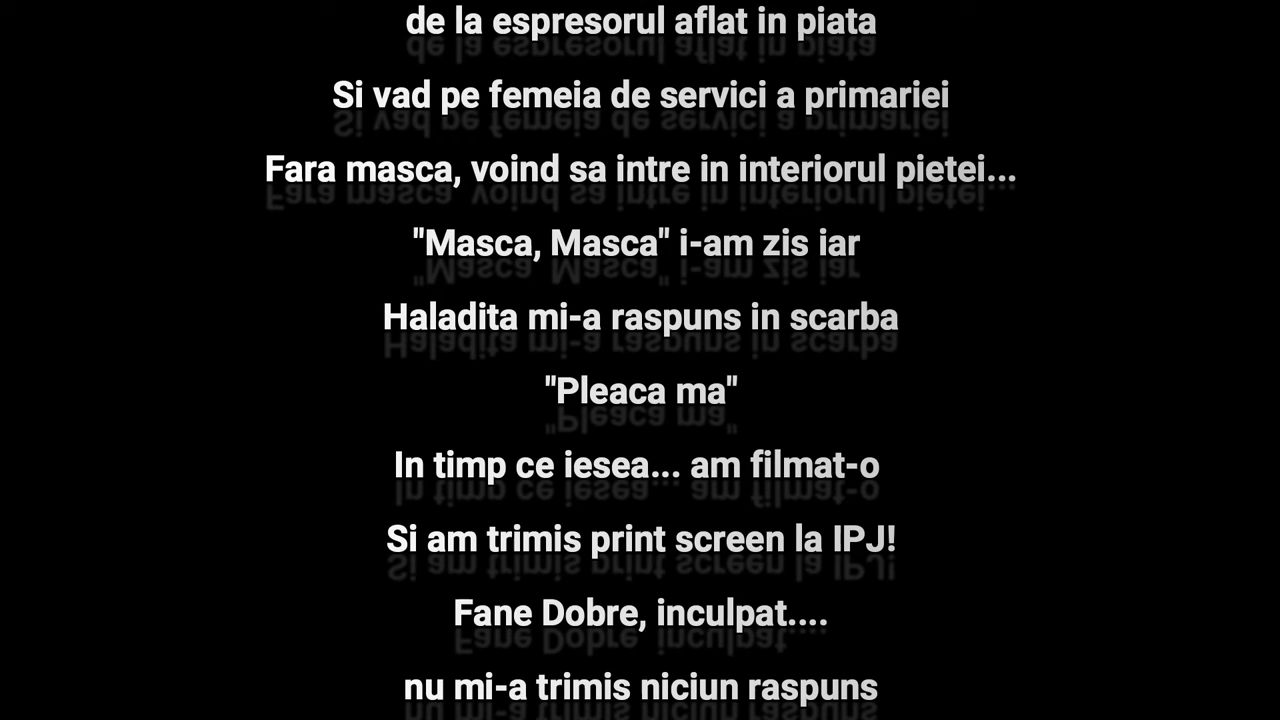 de la espresorul aflat in piata
Si vad pe femeia de servici a primariei
Fara masca, voind sa intre in interiorul pietei...
"Masca, Masca" i-am zis iar
Haladita mi-a raspuns in scarba
"Pleaca ma"
In timp ce iesea... am filmat-o
Si am trimis print screen la IPJ!
Fane Dobre, inculpat....
nu mi-a trimis niciun raspuns